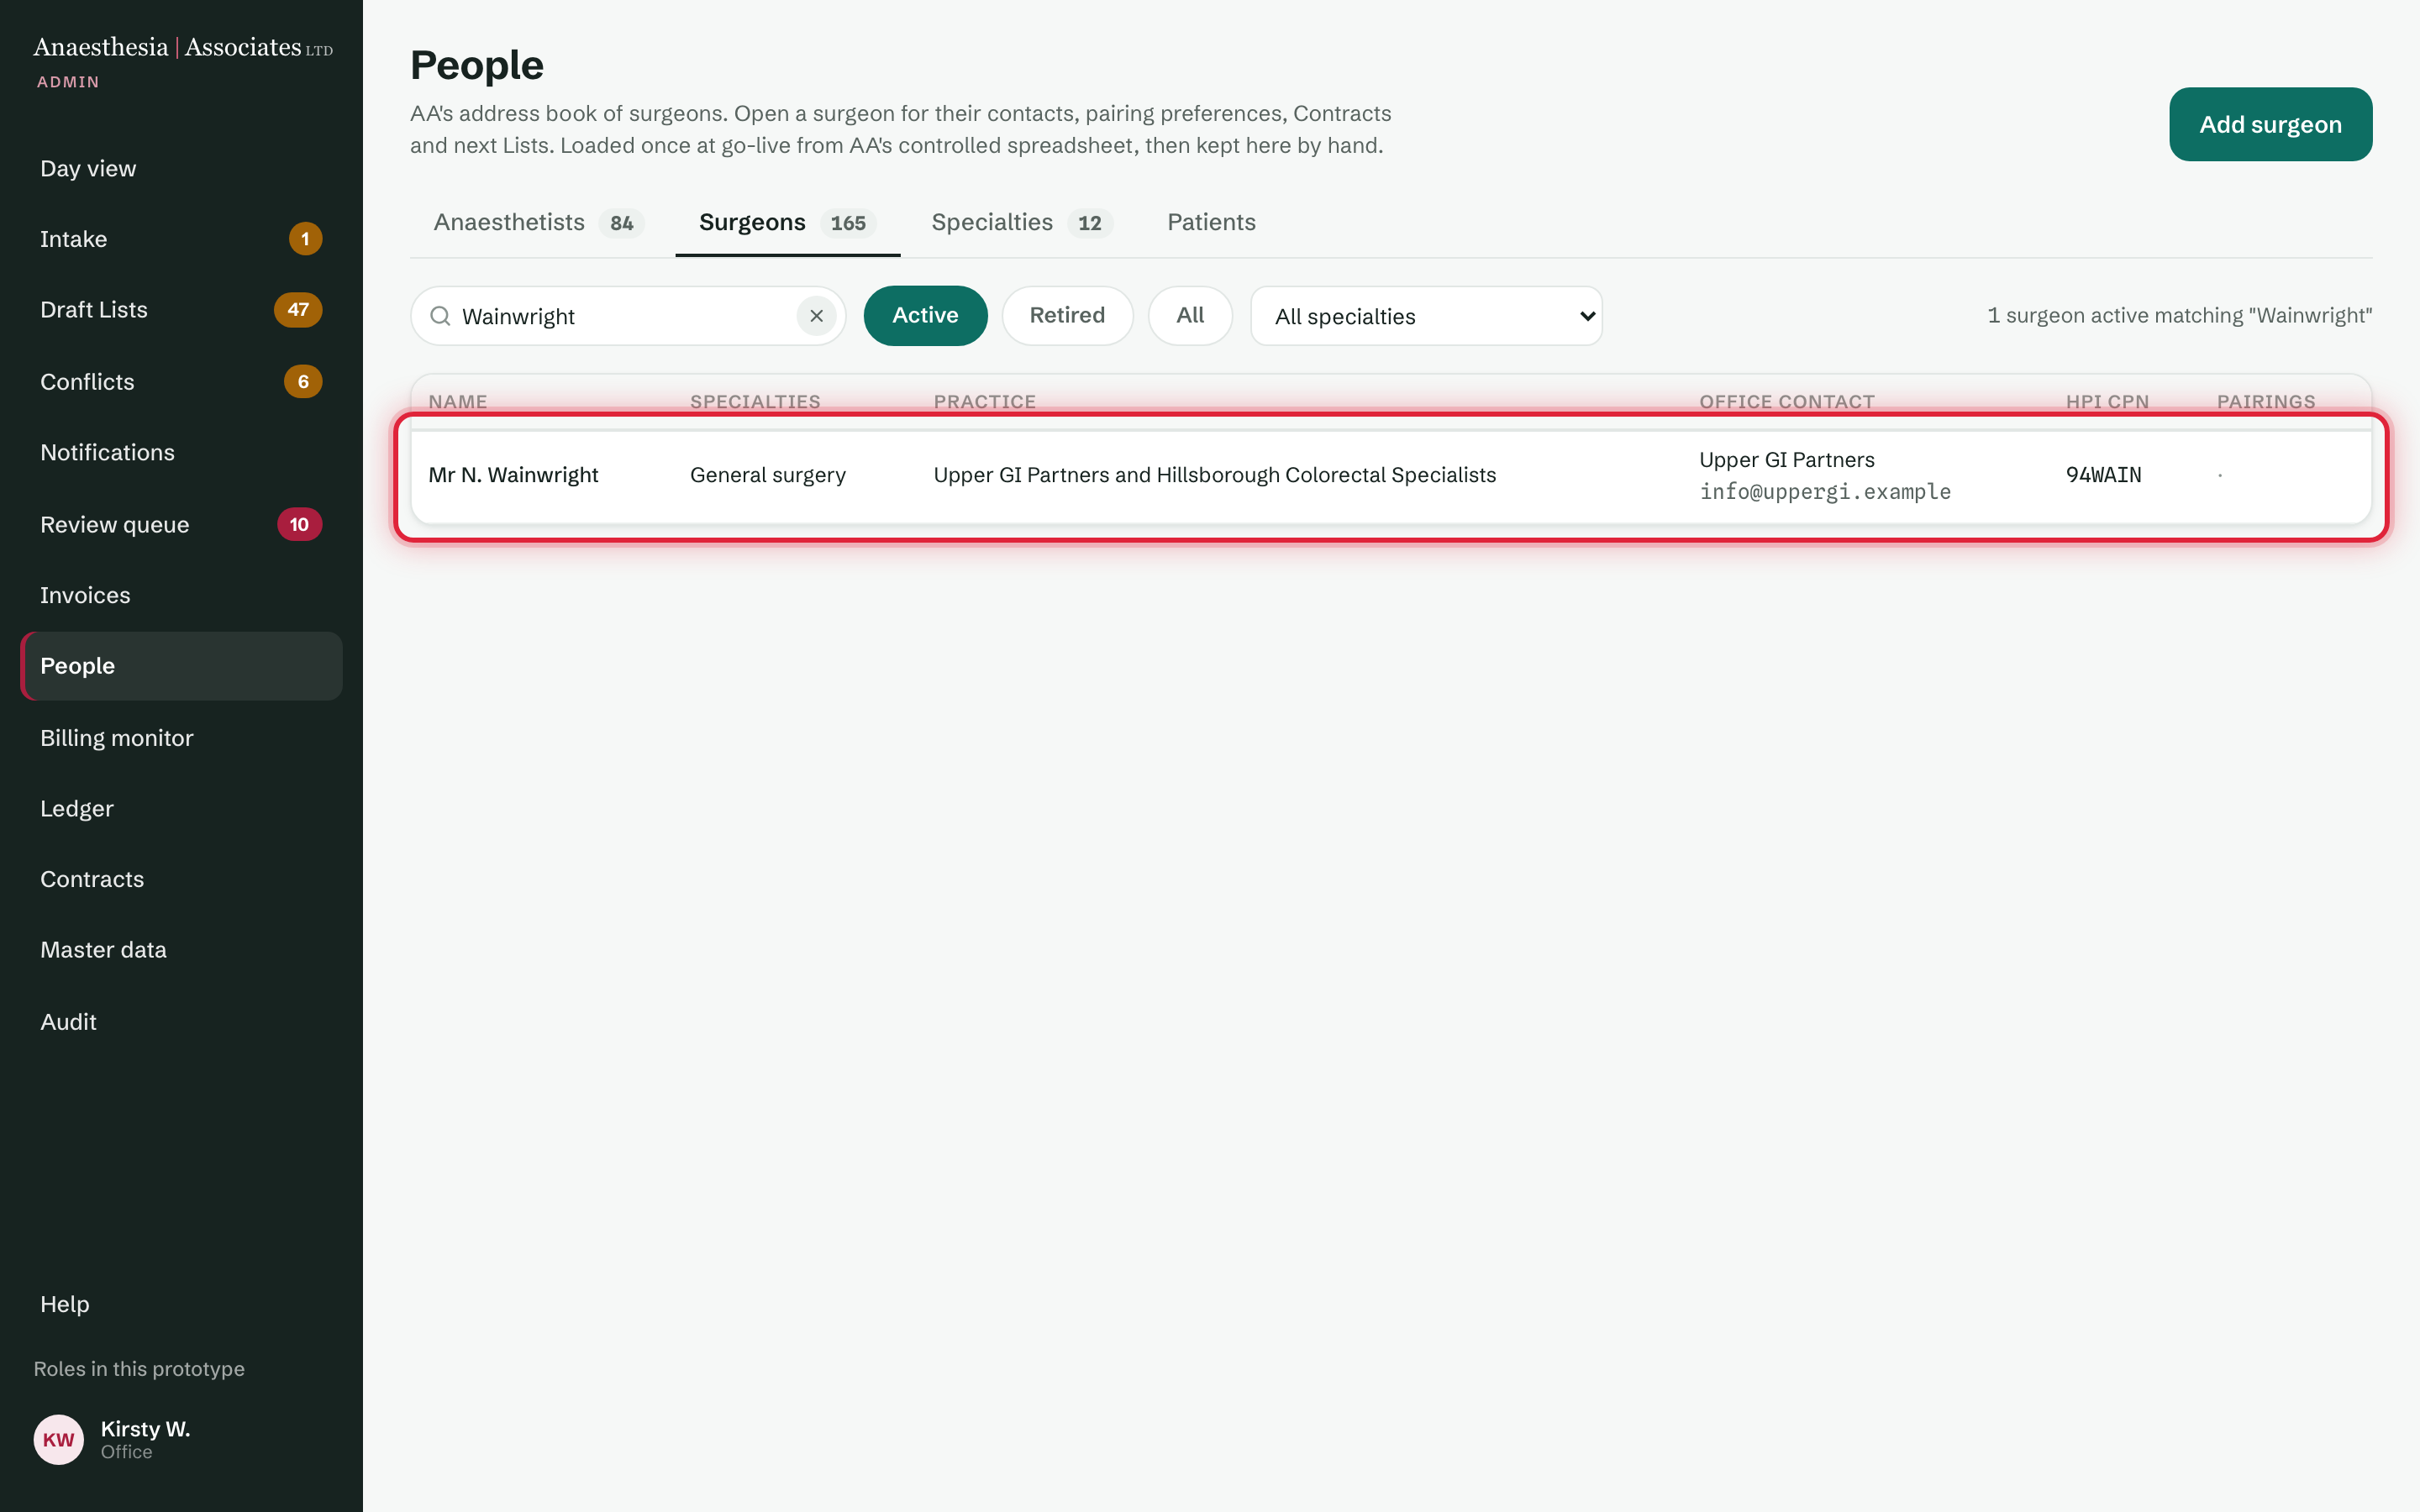 Anaesthesia | Associates LTD
ADMIN
Day view
Intake 1
Draft Lists 47
Conflicts 6
Notifications
Review queue 10
Invoices
People
Billing monitor
Ledger
Contracts
Master data
Audit
Help
Roles in this prototype
KW Kirsty W.
Office
People
AA's address book of surgeons. Open a surgeon for their contacts, pairing preferences, Contracts
and next Lists. Loaded once at go-live from AA's controlled spreadsheet, then kept here by hand.
Add surgeon
Anaesthetists 84 Surgeons 165 Specialties 12 Patients
Wainwright Active Retired All All specialties 1 surgeon active matching "Wainwright"
NAME SPECIALTIES PRACTICE OFFICE CONTACT HPI CPN PAIRINGS
Mr N. Wainwright General surgery Upper GI Partners and Hillsborough Colorectal Specialists Upper GI Partners 94WAIN ·
info@uppergi.example